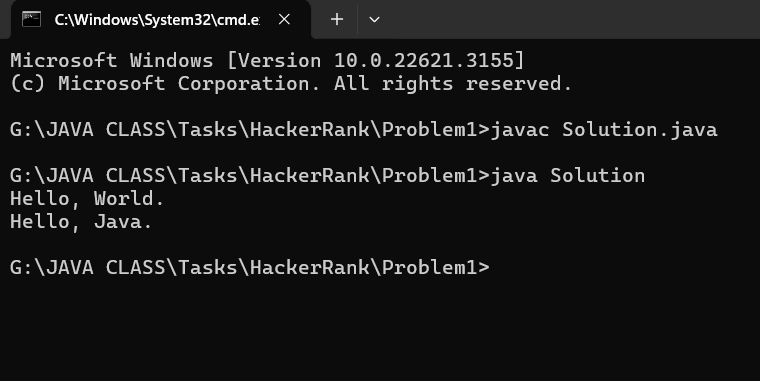 C:\Windows\System32\cmd.e
Microsoft Windows [Version 10.0.22621.3155]
(c) Microsoft Corporation. All rights reserved.
G:\JAVA CLASS\Tasks\HackerRank\Problem1>javac Solution.java
G:\JAVA CLASS\Tasks\HackerRank\Problem1>java Solution
Hello, World.
Hello, Java.
G:\JAVA CLASS\Tasks\HackerRank\Problem1>